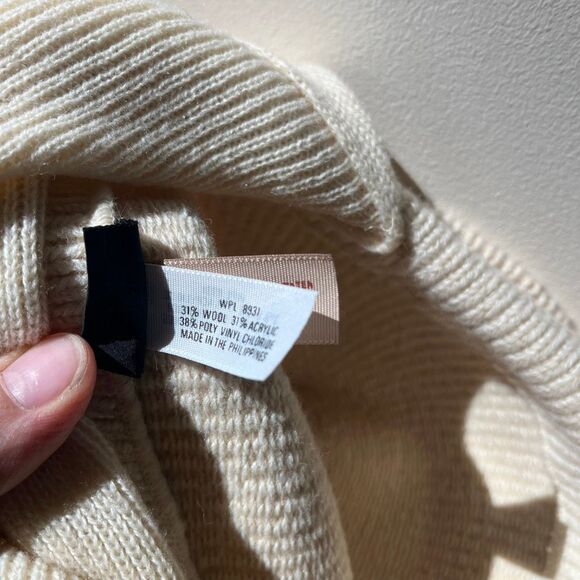 WPL 8931
31% WOOL 31% ACRYLIC
38% POLY VINYL CHLORIDE
MADE IN THE PHILIPPINES